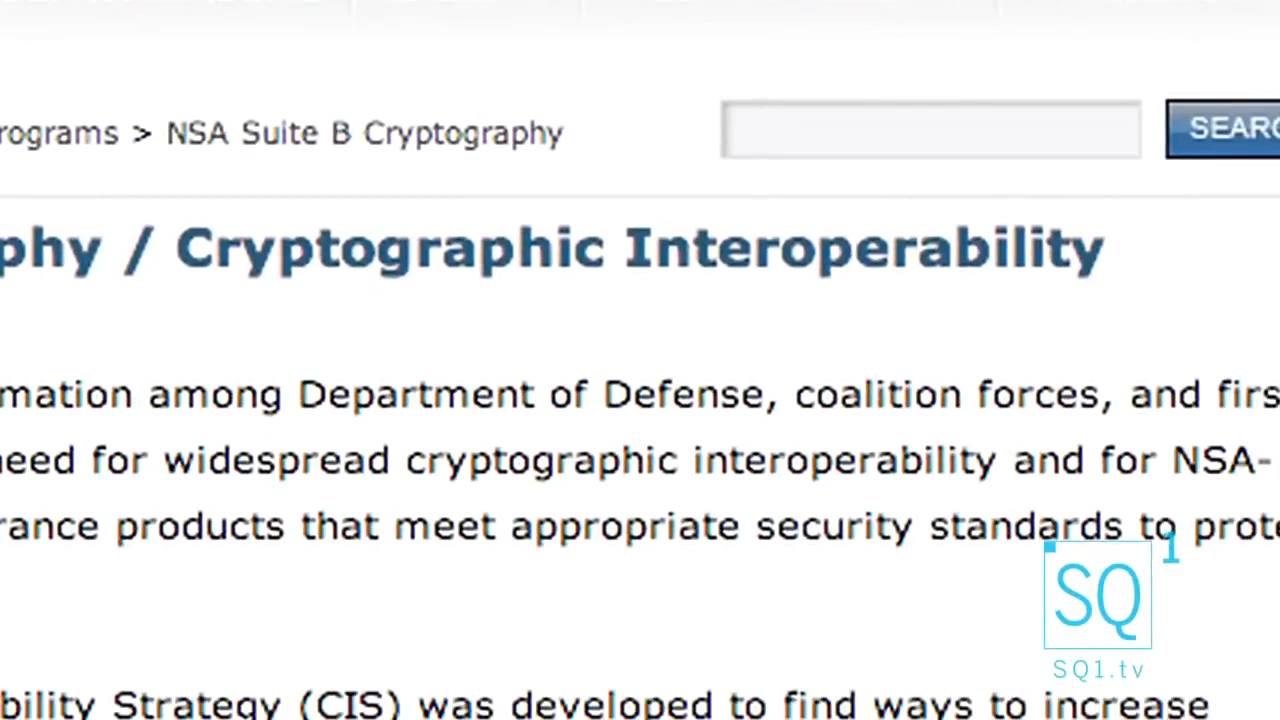 rograms > NSA Suite B Cryptography
SEARC
phy / Cryptographic Interoperability
mation among Department of Defense, coalition forces, and firs
need for widespread cryptographic interoperability and for NSA-
rance products that meet appropriate security standards to prote
SQ1
SQ1.tv
bility Strategy (CIS) was developed to find ways to increase